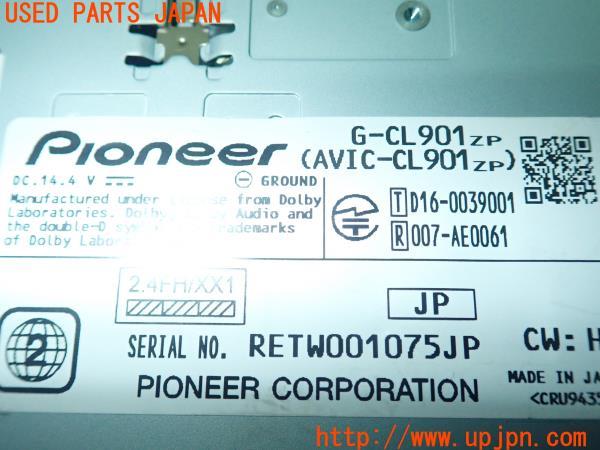 USED PARTS JAPAN
Pioneer
G-CL901ZP
(AVIC-CL901ZP)
DC.14.4 V
GROUND
Manufactured under license from Dolby
Laboratories. Dolby, Audio and
the double-D trademarks
of Dolby
T D16-0039001
R 007-AE0061
2.4FH/XX1
JP
2
SERIAL NO. RETW001075JP
CW: H
PIONEER CORPORATION
MADE IN JA
<CRU9435
UPJ http://www.upjpn.com